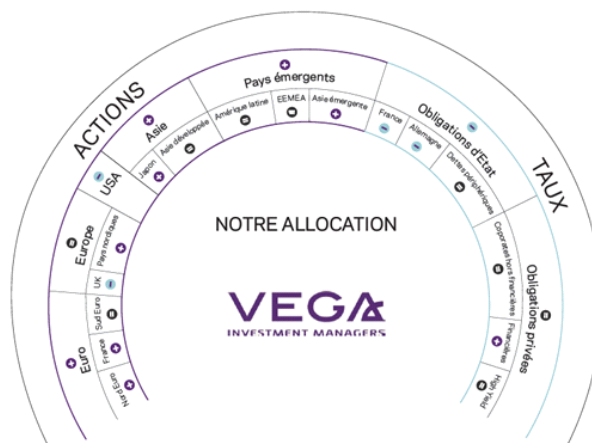 ACTIONS
TAUX
Euro
Nord Euro
France
Sud Euro
Europe
UK
Pays nordiques
USA
Asie
Japon
Asie développée
Pays émergents
Amérique latine
EEMEA
Asie émergente
Obligations d'Etat
France
Allemagne
Dettes périphériques
Obligations privées
Corporates hors financières
Financières
High Yield
NOTRE ALLOCATION
VEGA
INVESTMENT MANAGERS